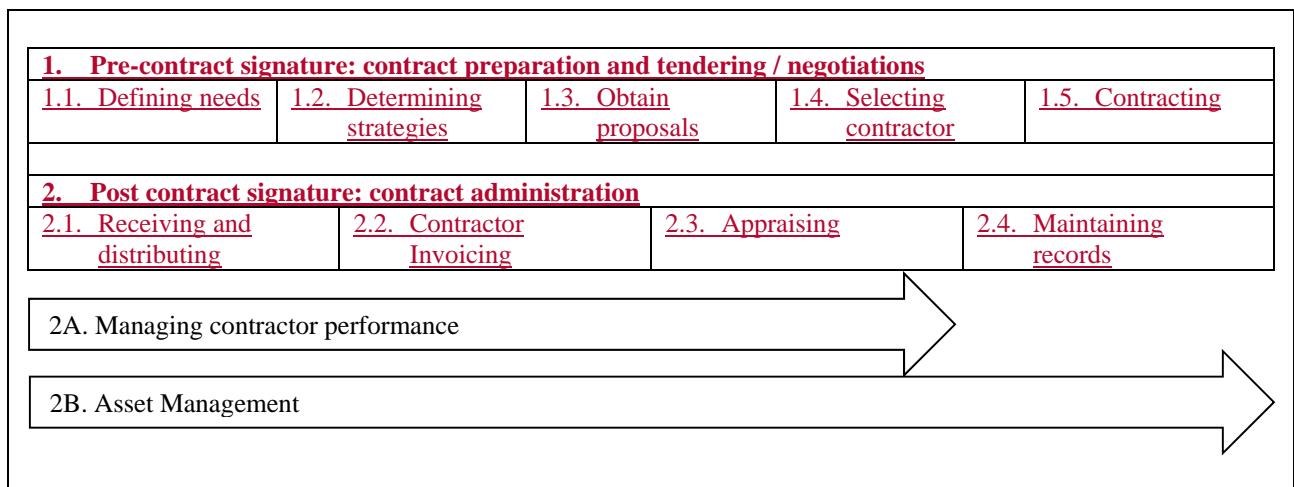 1. Pre-contract signature: contract preparation and tendering / negotiations
1.1. Defining needs
1.2. Determining
strategies
1.3. Obtain
proposals
1.4. Selecting
contractor
1.5. Contracting
2. Post contract signature: contract administration
2.1. Receiving and
distributing
2.2. Contractor
Invoicing
2.3. Appraising
2.4. Maintaining
records
2A. Managing contractor performance
2B. Asset Management